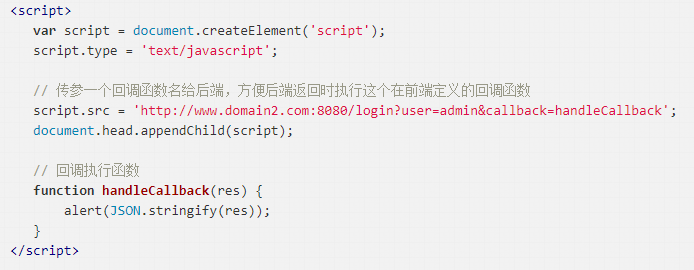 <script>
var script = document.createElement('script');
script.type = 'text/javascript';
// 传参一个回调函数名给后端，方便后端返回时执行这个在前端定义的回调函数
script.src = 'http://www.domain2.com:8080/login?user=admin&callback=handleCallback';
document.head.appendChild(script);
// 回调执行函数
function handleCallback(res) {
alert(JSON.stringify(res));
}
</script>